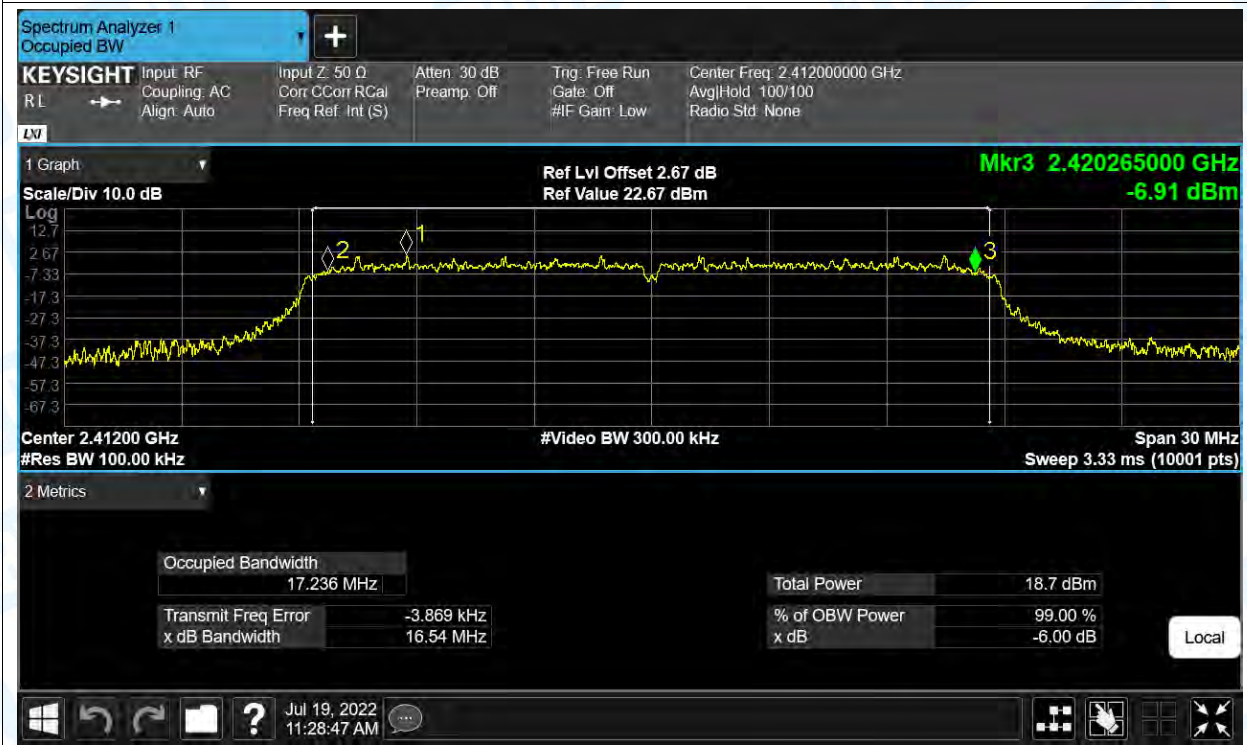 Spectrum Analyzer 1
Occupied BW
KEYSIGHT Input: RF Input Z: 50 Ω Atten: 30 dB Trig: Free Run Center Freq: 2.412000000 GHz
R L Coupling: AC Corr CCorr RCal Preamp: Off Gate: Off Avg|Hold: 100/100
Align: Auto Freq Ref: Int (S) #IF Gain: Low Radio Std: None
LXI
1 Graph Ref Lvl Offset 2.67 dB Mkr3 2.420265000 GHz
Scale/Div 10.0 dB Ref Value 22.67 dBm -6.91 dBm
Log
12.7
2.67
-7.33
-17.3
-27.3
-37.3
-47.3
-57.3
-67.3
2 1 3
Center 2.41200 GHz #Video BW 300.00 kHz Span 30 MHz
#Res BW 100.00 kHz Sweep 3.33 ms (10001 pts)
2 Metrics
Occupied Bandwidth
17.236 MHz Total Power 18.7 dBm
Transmit Freq Error -3.869 kHz % of OBW Power 99.00 %
x dB Bandwidth 16.54 MHz x dB -6.00 dB
Local
? Jul 19, 2022
11:28:47 AM